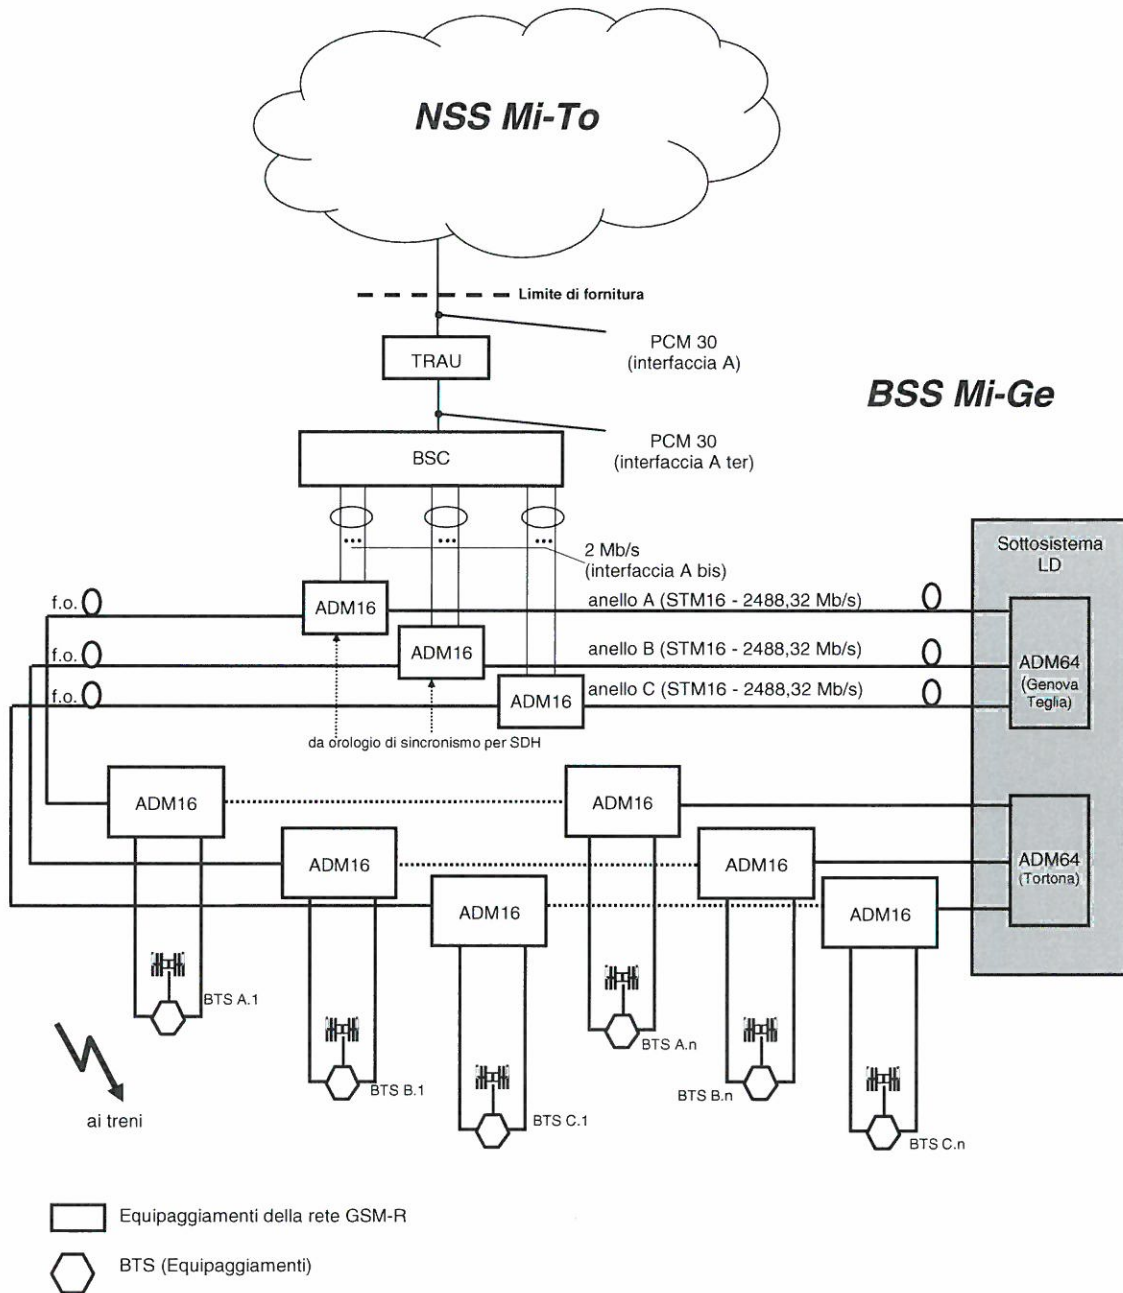 NSS Mi-To
Limite di fornitura
PCM 30
(interfaccia A)
TRAU
BSS Mi-Ge
PCM 30
(interfaccia A ter)
BSC
...
...
...
2 Mb/s
(interfaccia A bis)
Sottosistema
LD
f.o.
ADM16
anello A (STM16 - 2488,32 Mb/s)
f.o.
ADM16
anello B (STM16 - 2488,32 Mb/s)
ADM64
(Genova
Teglia)
f.o.
ADM16
anello C (STM16 - 2488,32 Mb/s)
da orologio di sincronismo per SDH
ADM16
ADM16
ADM16
ADM16
ADM64
(Tortona)
ADM16
ADM16
BTS A.1
BTS A.n
BTS B.1
BTS B.n
BTS C.1
BTS C.n
ai treni
Equipaggiamenti della rete GSM-R
BTS (Equipaggiamenti)